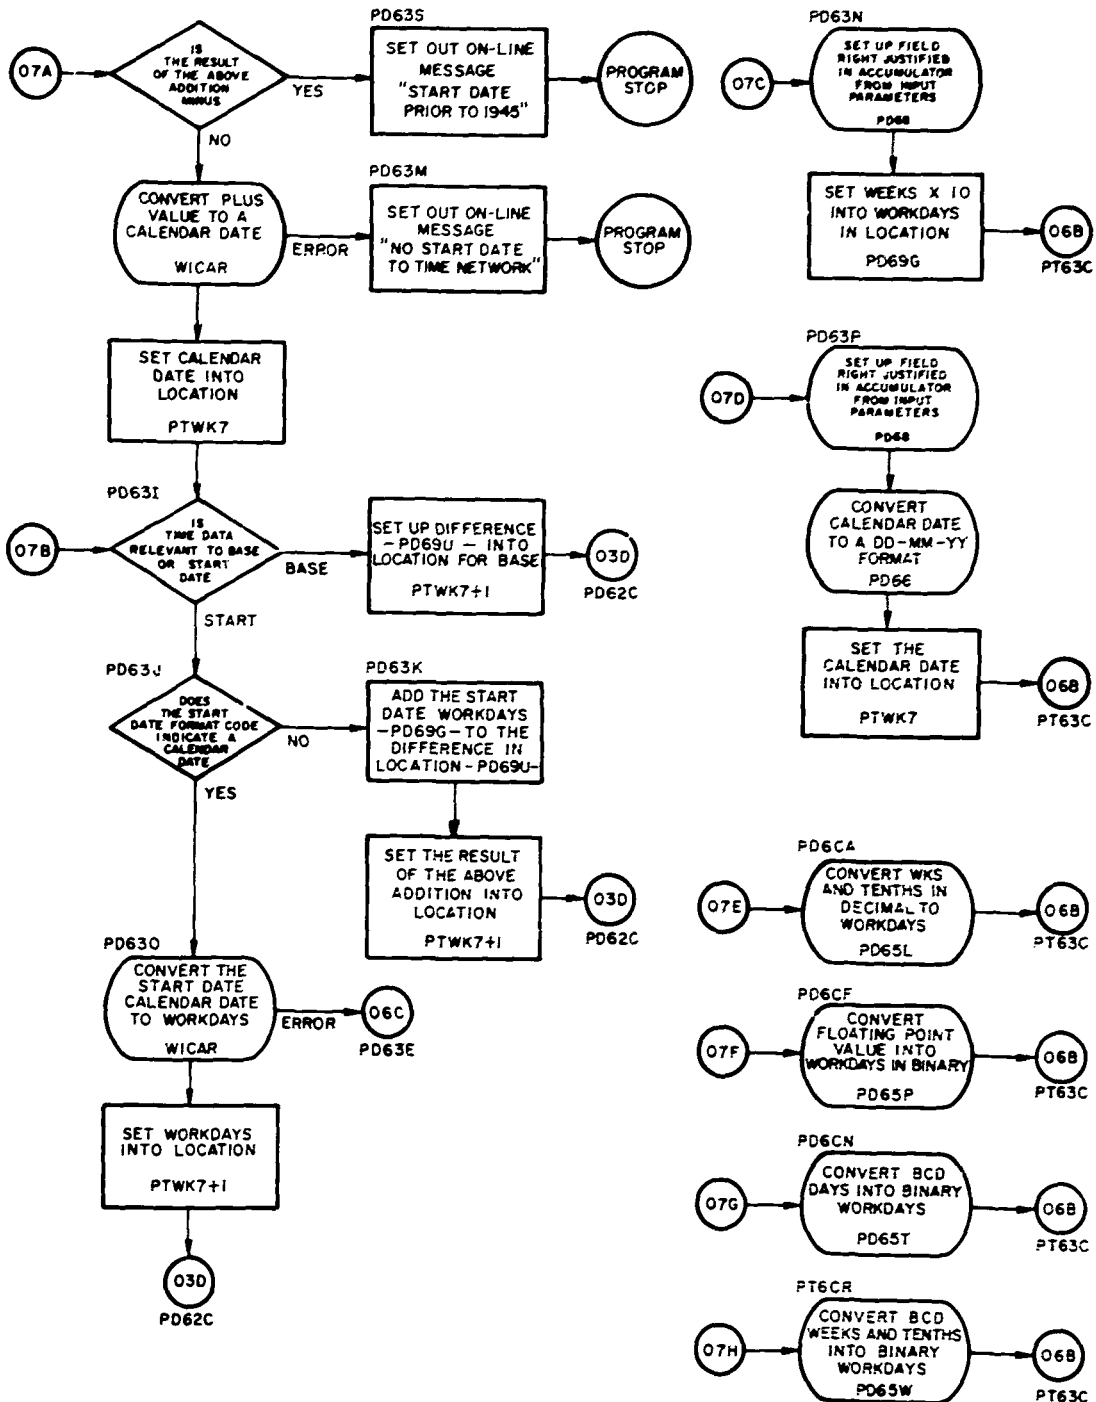 07A
IS
THE RESULT
OF THE ABOVE
ADDITION
MINUS
YES
NO
PD63S
SET OUT ON-LINE
MESSAGE
"START DATE
PRIOR TO 1945"
PROGRAM
STOP
CONVERT PLUS
VALUE TO A
CALENDAR DATE
WICAR
ERROR
PD63M
SET OUT ON-LINE
MESSAGE
"NO START DATE
TO TIME NETWORK"
PROGRAM
STOP
SET CALENDAR
DATE INTO
LOCATION
PTWK7
PD63I
07B
IS
TIME DATA
RELEVANT TO BASE
OR START
DATE
BASE
START
SET UP DIFFERENCE
-PD69U - INTO
LOCATION FOR BASE
PTWK7+1
03D
PD62C
PD63J
DOES
THE START
DATE FORMAT CODE
INDICATE A
CALENDAR
DATE
NO
YES
PD63K
ADD THE START
DATE WORKDAYS
-PD69G-TO THE
DIFFERENCE IN
LOCATION-PD69U-
SET THE RESULT
OF THE ABOVE
ADDITION INTO
LOCATION
PTWK7+1
03D
PD62C
PD63O
CONVERT THE
START DATE
CALENDAR DATE
TO WORKDAYS
WICAR
ERROR
06C
PD63E
SET WORKDAYS
INTO LOCATION
PTWK7+1
03D
PD62C
PD63N
07C
SET UP FIELD
RIGHT JUSTIFIED
IN ACCUMULATOR
FROM INPUT
PARAMETERS
PD68
SET WEEKS X 10
INTO WORKDAYS
IN LOCATION
PD69G
06B
PT63C
PD63P
07D
SET UP FIELD
RIGHT JUSTIFIED
IN ACCUMULATOR
FROM INPUT
PARAMETERS
PD68
CONVERT
CALENDAR DATE
TO A DD-MM-YY
FORMAT
PD66
SET THE
CALENDAR DATE
INTO LOCATION
PTWK7
06B
PT63C
PD6CA
07E
CONVERT WKS
AND TENTHS IN
DECIMAL TO
WORKDAYS
PD65L
06B
PT63C
PD6CF
07F
CONVERT
FLOATING POINT
VALUE INTO
WORKDAYS IN BINARY
PD65P
06B
PT63C
PD6CN
07G
CONVERT BCD
DAYS INTO BINARY
WORKDAYS
PD65T
06B
PT63C
PT6CR
07H
CONVERT BCD
WEEKS AND TENTHS
INTO BINARY
WORKDAYS
PD65W
06B
PT63C